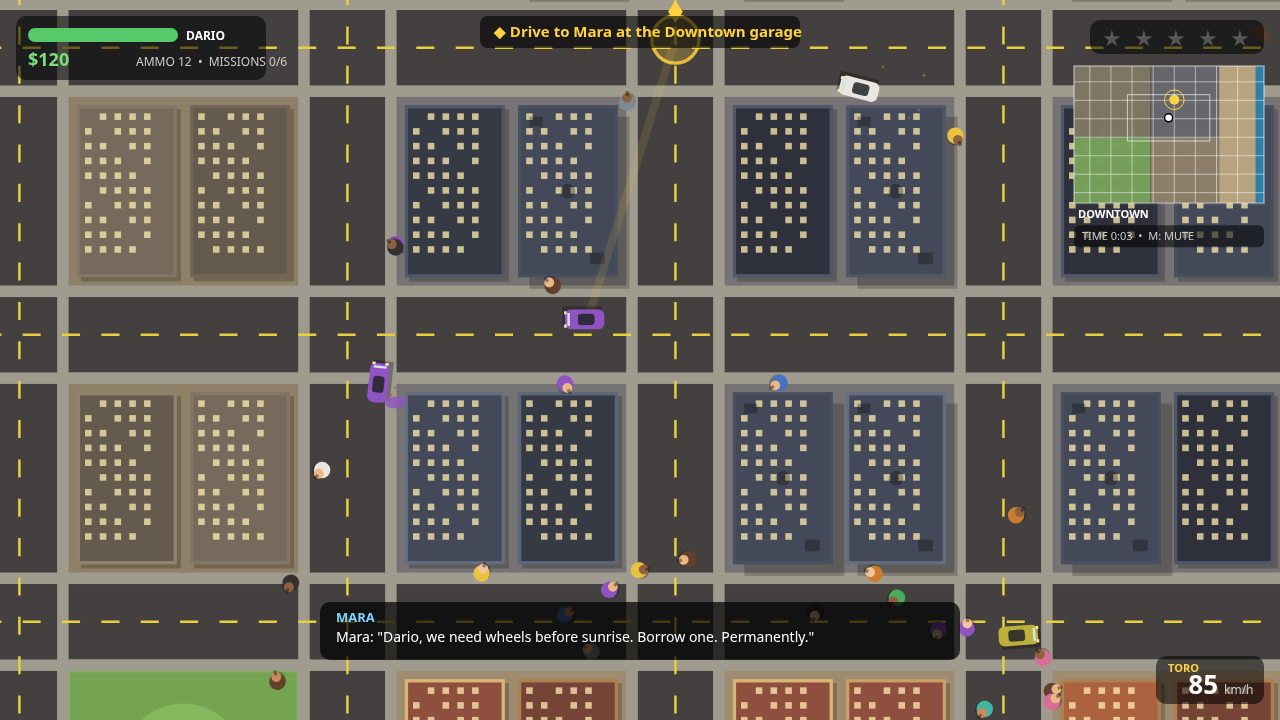 DARIO
$120
AMMO 12 • MISSIONS 0/6
◆ Drive to Mara at the Downtown garage
★ ★ ★ ★ ★
DOWNTOWN
TIME 0:03 • M: MUTE
MARA
Mara: "Dario, we need wheels before sunrise. Borrow one. Permanently."
TORO
85 km/h